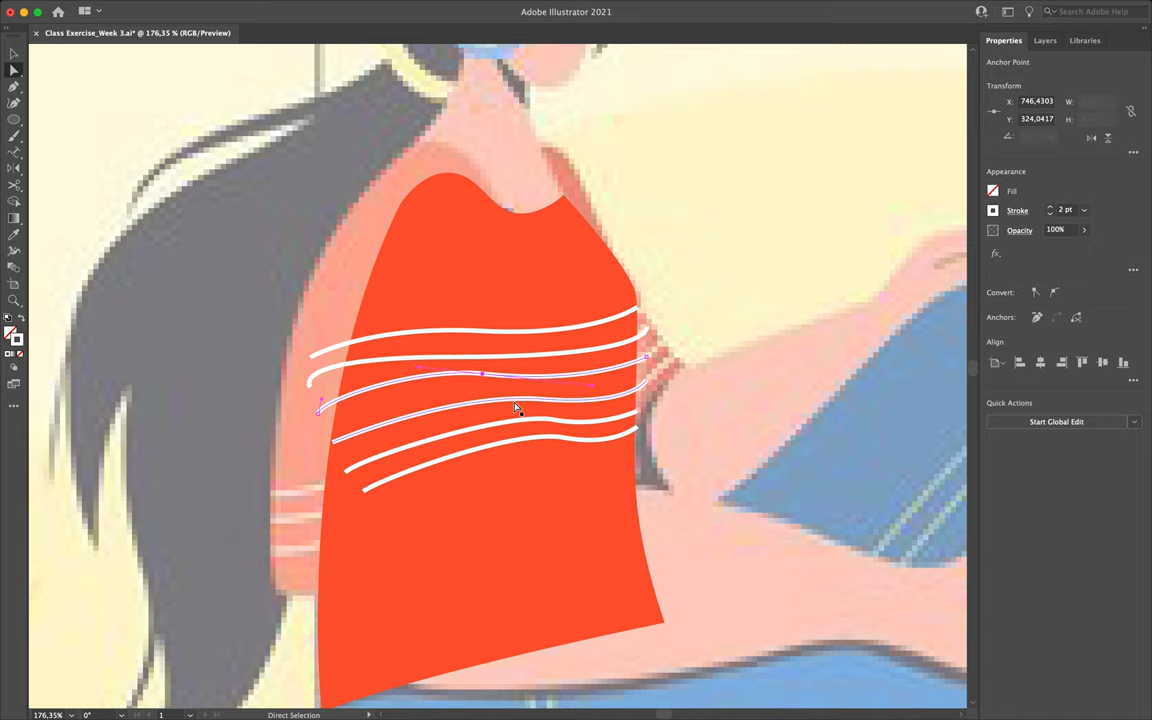 Adobe Illustrator 2021
Search Adobe Help
Class Exercise_Week 3.ai* @ 176,35 % (RGB/Preview)
Properties
Layers
Libraries
Anchor Point
Transform
X:
746,4303
W:
Y:
324,0417
H:
Appearance
Fill
Stroke
2 pt
Opacity
100%
fx.
Convert:
Anchors:
Align
Quick Actions
Start Global Edit
176,35%
0°
1
Direct Selection